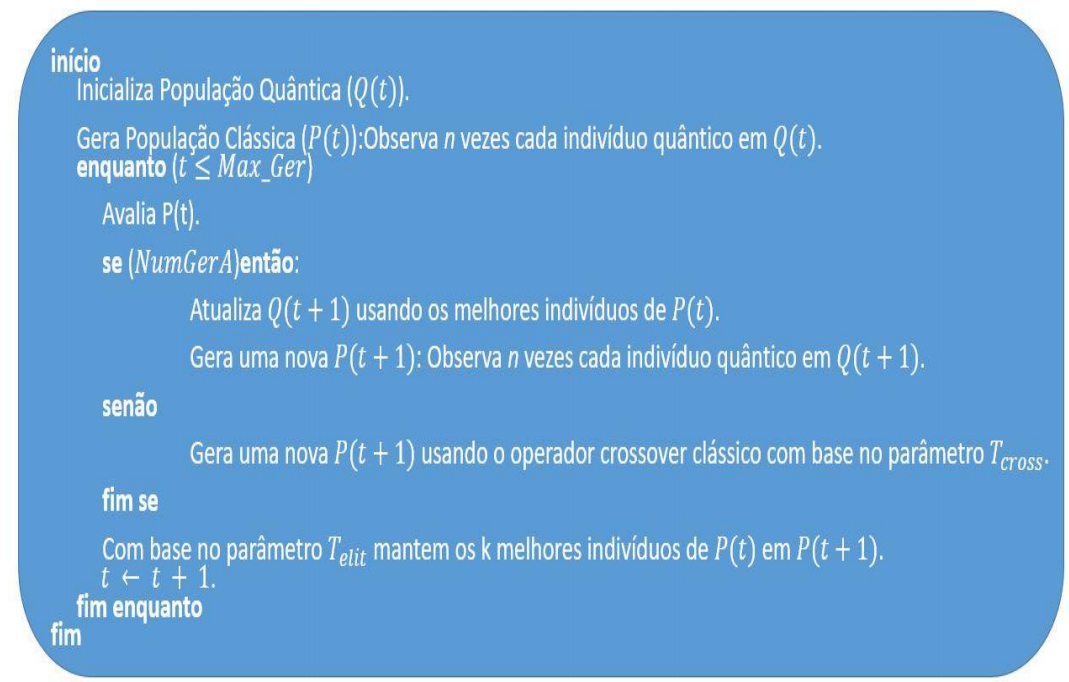 início
Inicializa População Quântica (Q(t)).
Gera População Clássica (P(t)):Observa n vezes cada indivíduo quântico em Q(t).
enquanto (t ≤ Max_Ger)
Avalia P(t).
se (NumGerA)então:
Atualiza Q(t + 1) usando os melhores indivíduos de P(t).
Gera uma nova P(t + 1): Observa n vezes cada indivíduo quântico em Q(t + 1).
senão
Gera uma nova P(t + 1) usando o operador crossover clássico com base no parâmetro T_cross.
fim se
Com base no parâmetro T_elit mantem os k melhores indivíduos de P(t) em P(t + 1).
t ← t + 1.
fim enquanto
fim